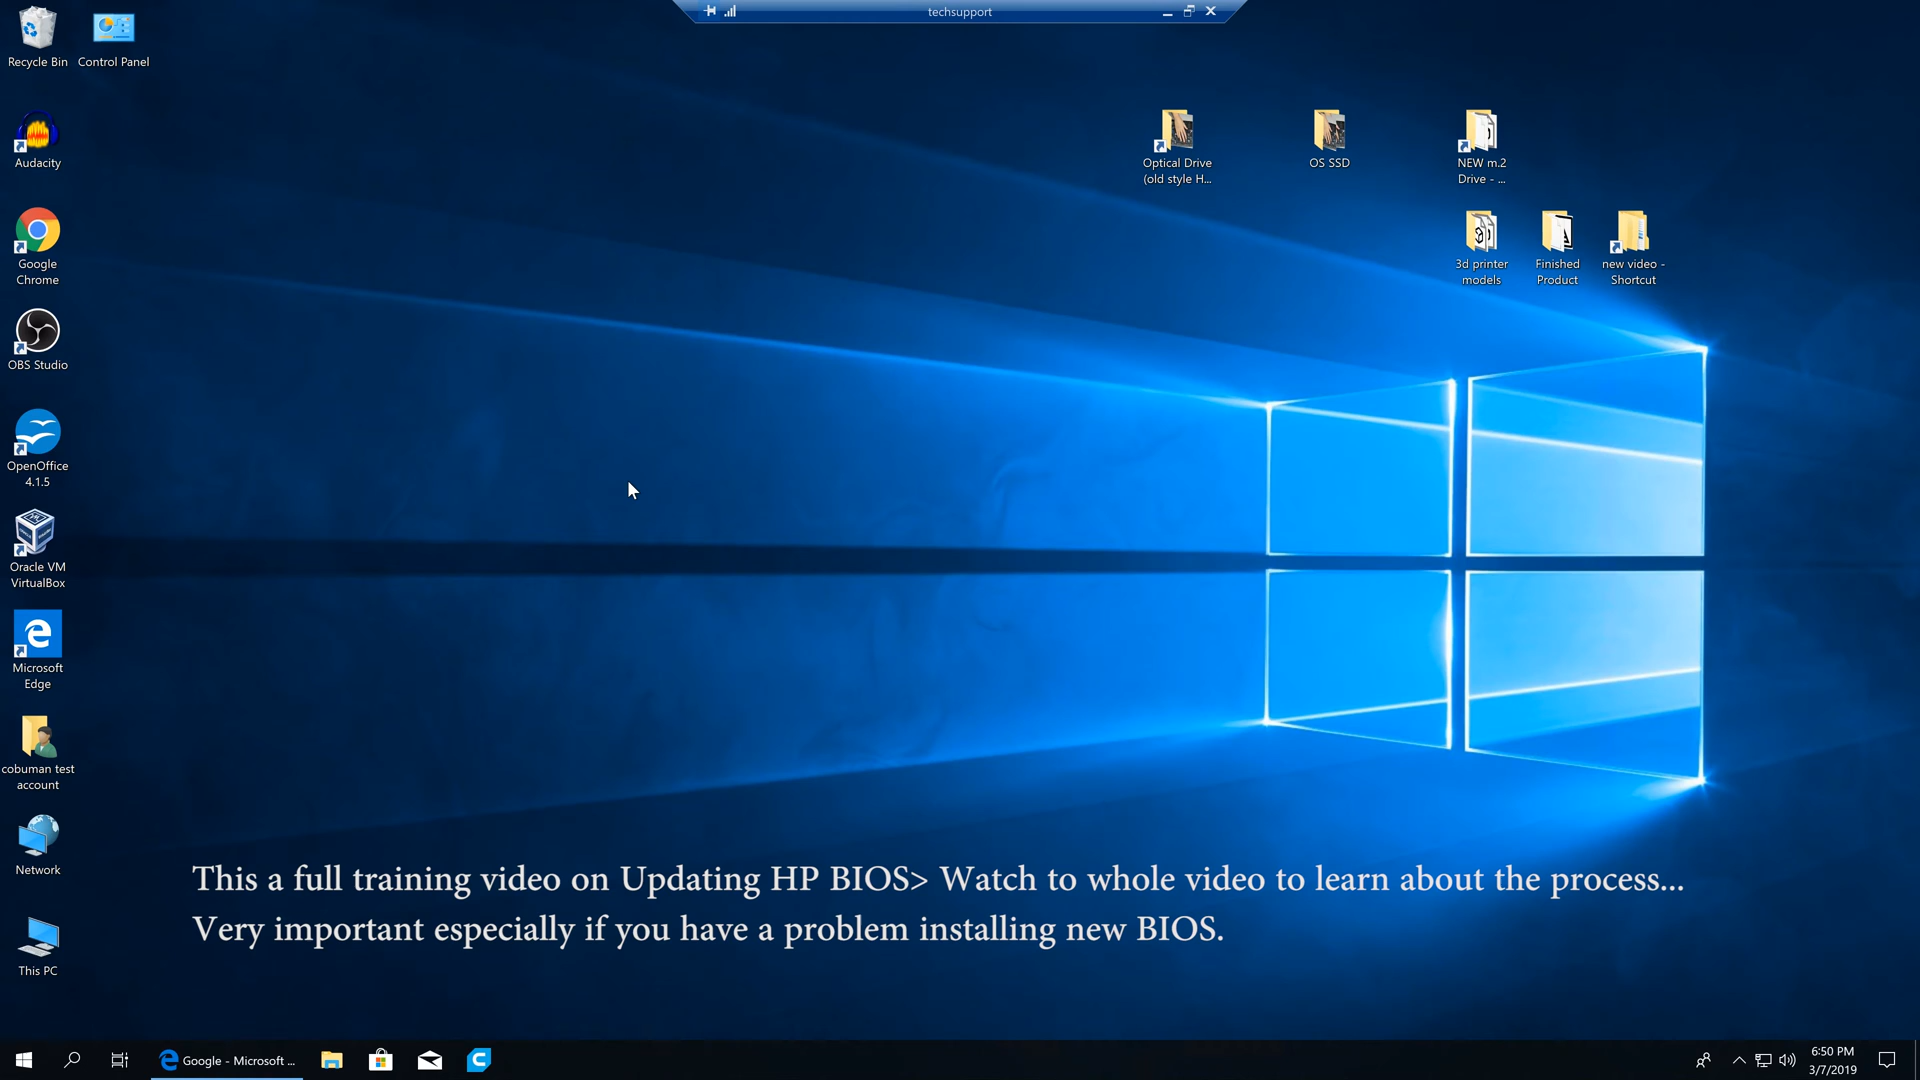 techsupport
Recycle Bin
Control Panel
Audacity
Optical Drive
(old style H...
OS SSD
NEW m.2
Drive - ...
Google
Chrome
3d printer
models
Finished
Product
new video -
Shortcut
OBS Studio
OpenOffice
4.1.5
Oracle VM
VirtualBox
Microsoft
Edge
cobuman test
account
Network
This a full training video on Updating HP BIOS> Watch to whole video to learn about the process...
Very important especially if you have a problem installing new BIOS.
This PC
Google - Microsoft ...
6:50 PM
3/7/2019